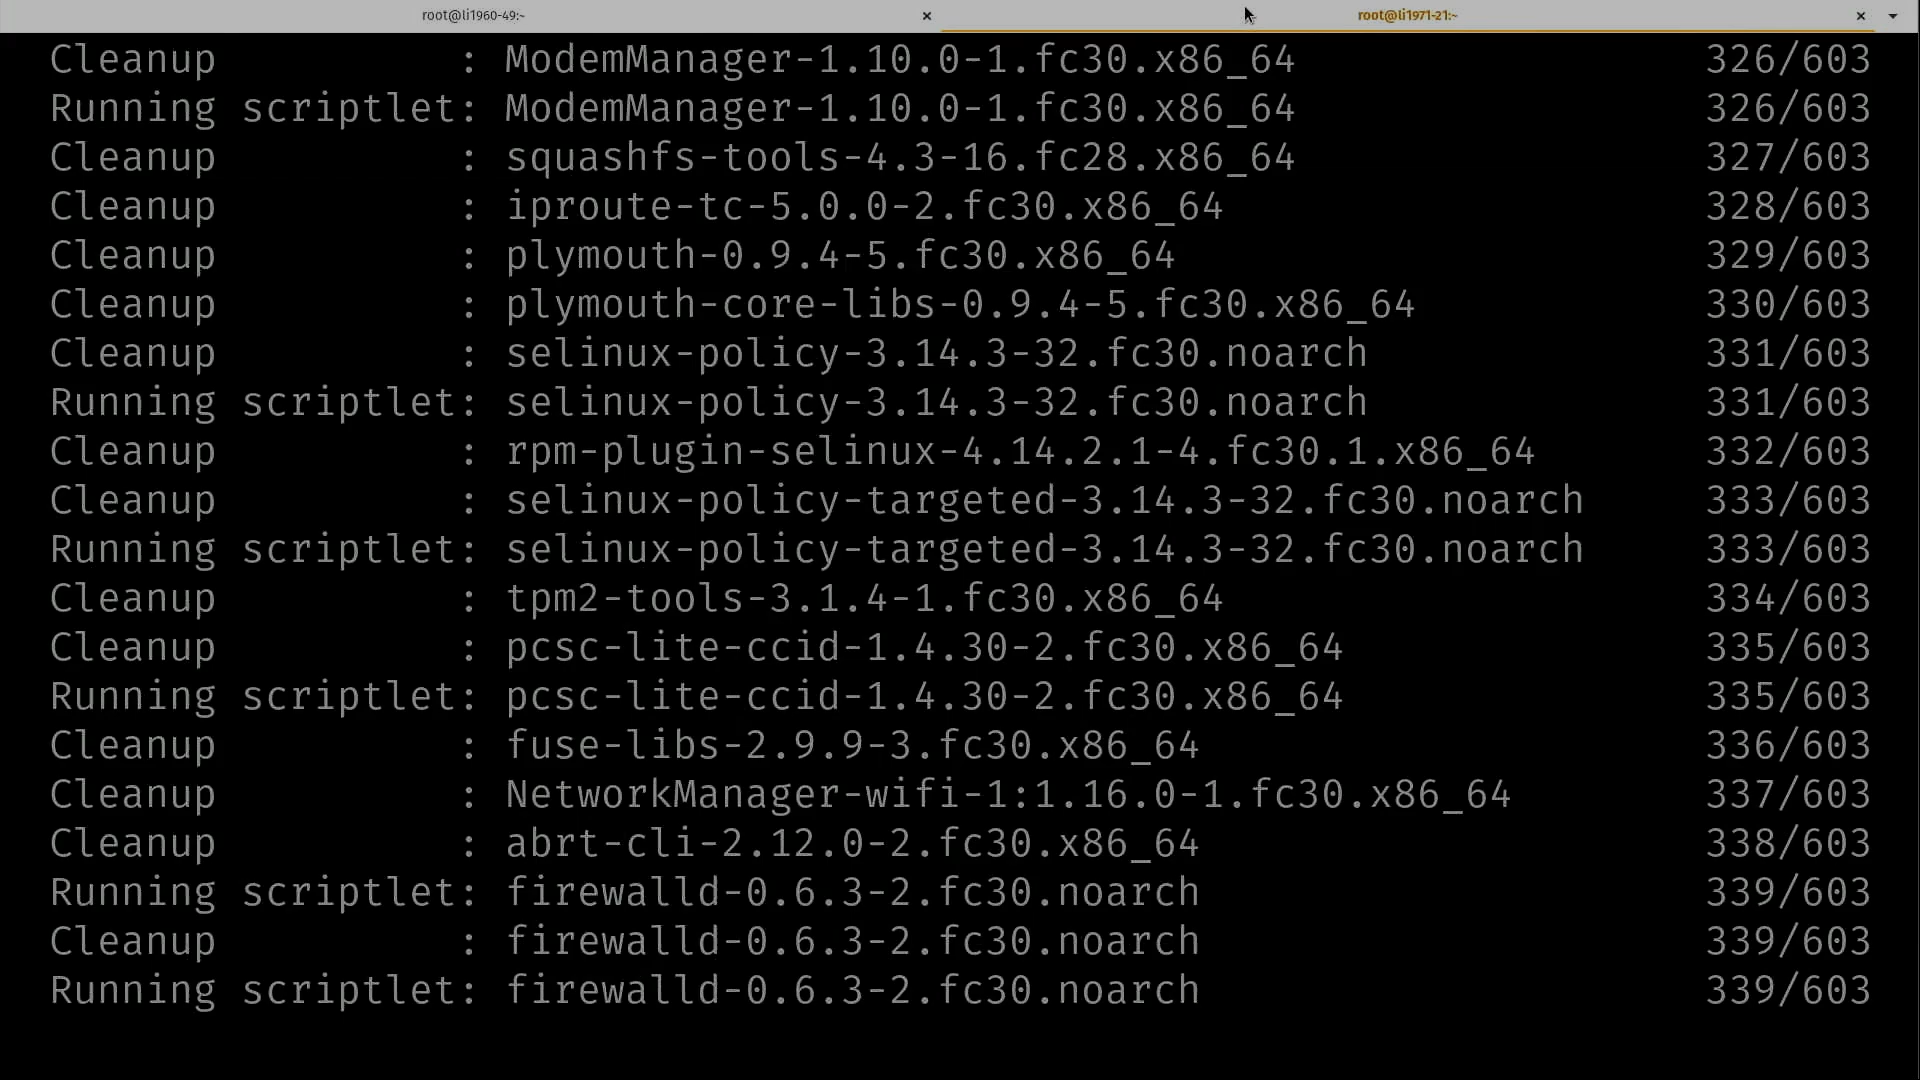 root@li1960-49:~ × root@li1971-21:~ ×
Cleanup : ModemManager-1.10.0-1.fc30.x86_64 326/603
Running scriptlet: ModemManager-1.10.0-1.fc30.x86_64 326/603
Cleanup : squashfs-tools-4.3-16.fc28.x86_64 327/603
Cleanup : iproute-tc-5.0.0-2.fc30.x86_64 328/603
Cleanup : plymouth-0.9.4-5.fc30.x86_64 329/603
Cleanup : plymouth-core-libs-0.9.4-5.fc30.x86_64 330/603
Cleanup : selinux-policy-3.14.3-32.fc30.noarch 331/603
Running scriptlet: selinux-policy-3.14.3-32.fc30.noarch 331/603
Cleanup : rpm-plugin-selinux-4.14.2.1-4.fc30.1.x86_64 332/603
Cleanup : selinux-policy-targeted-3.14.3-32.fc30.noarch 333/603
Running scriptlet: selinux-policy-targeted-3.14.3-32.fc30.noarch 333/603
Cleanup : tpm2-tools-3.1.4-1.fc30.x86_64 334/603
Cleanup : pcsc-lite-ccid-1.4.30-2.fc30.x86_64 335/603
Running scriptlet: pcsc-lite-ccid-1.4.30-2.fc30.x86_64 335/603
Cleanup : fuse-libs-2.9.9-3.fc30.x86_64 336/603
Cleanup : NetworkManager-wifi-1:1.16.0-1.fc30.x86_64 337/603
Cleanup : abrt-cli-2.12.0-2.fc30.x86_64 338/603
Running scriptlet: firewalld-0.6.3-2.fc30.noarch 339/603
Cleanup : firewalld-0.6.3-2.fc30.noarch 339/603
Running scriptlet: firewalld-0.6.3-2.fc30.noarch 339/603